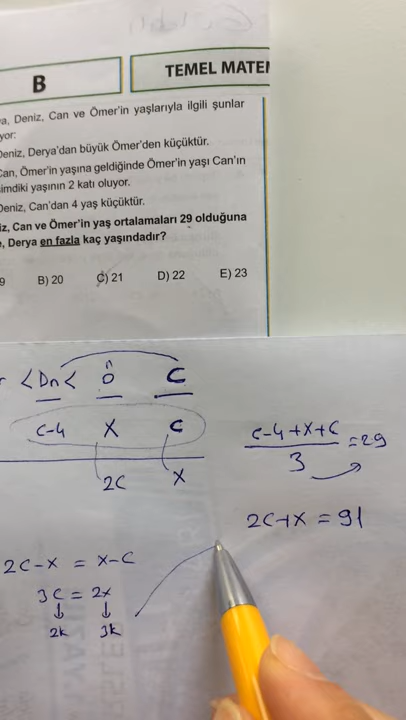 B
TEMEL MATE
a, Deniz, Can ve Ömer'in yaşlarıyla ilgili şunlar
yor:
Deniz, Derya'dan büyük Ömer'den küçüktür.
Can, Ömer'in yaşına geldiğinde Ömer'in yaşı Can'ın
imdiki yaşının 2 katı oluyor.
Deniz, Can'dan 4 yaş küçüktür.
iz, Can ve Ömer'in yaş ortalamaları 29 olduğuna
, Derya en fazla kaç yaşındadır?
9 B) 20 C) 21 D) 22 E) 23
r < Dn < Ö C
C-4 X C
2C X
C-4+X+C
3
=29
2C+X = 91
2C-X = X-C
3C = 2X
↓ ↓
2k 3k